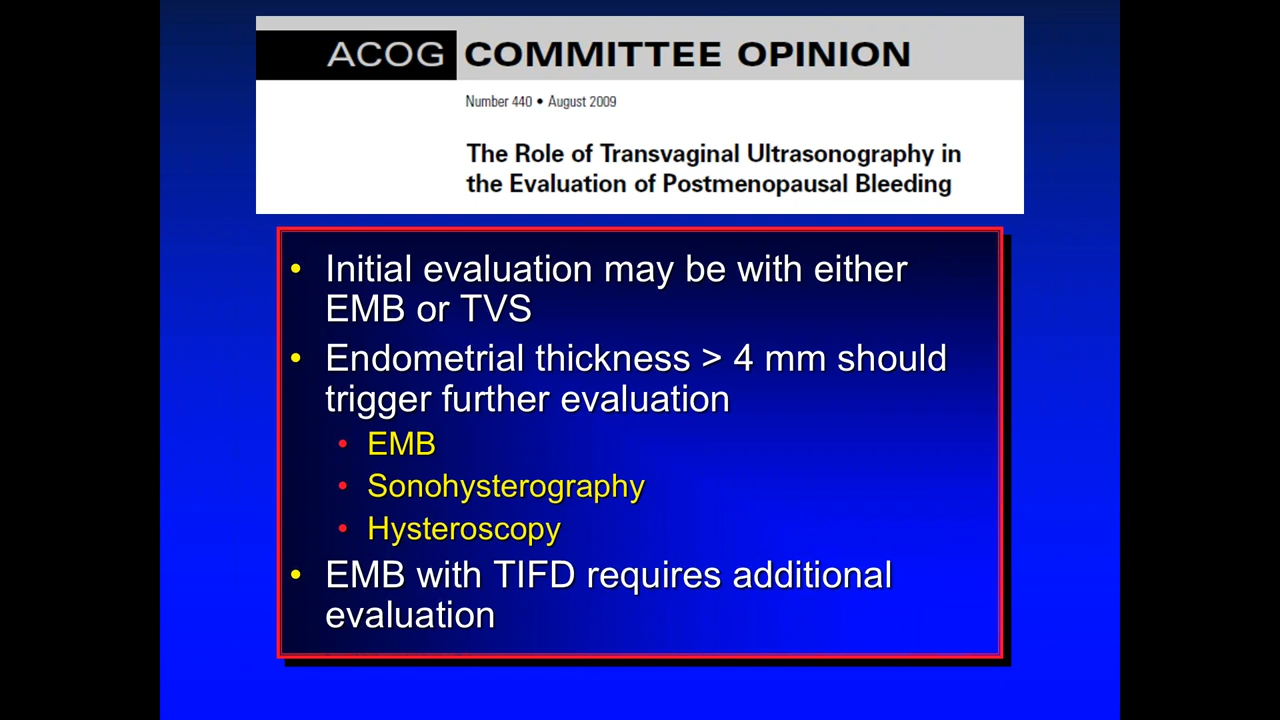 ACOG COMMITTEE OPINION
Number 440 • August 2009
The Role of Transvaginal Ultrasonography in
the Evaluation of Postmenopausal Bleeding
• Initial evaluation may be with either
EMB or TVS
• Endometrial thickness > 4 mm should
trigger further evaluation
• EMB
• Sonohysterography
• Hysteroscopy
• EMB with TIFD requires additional
evaluation